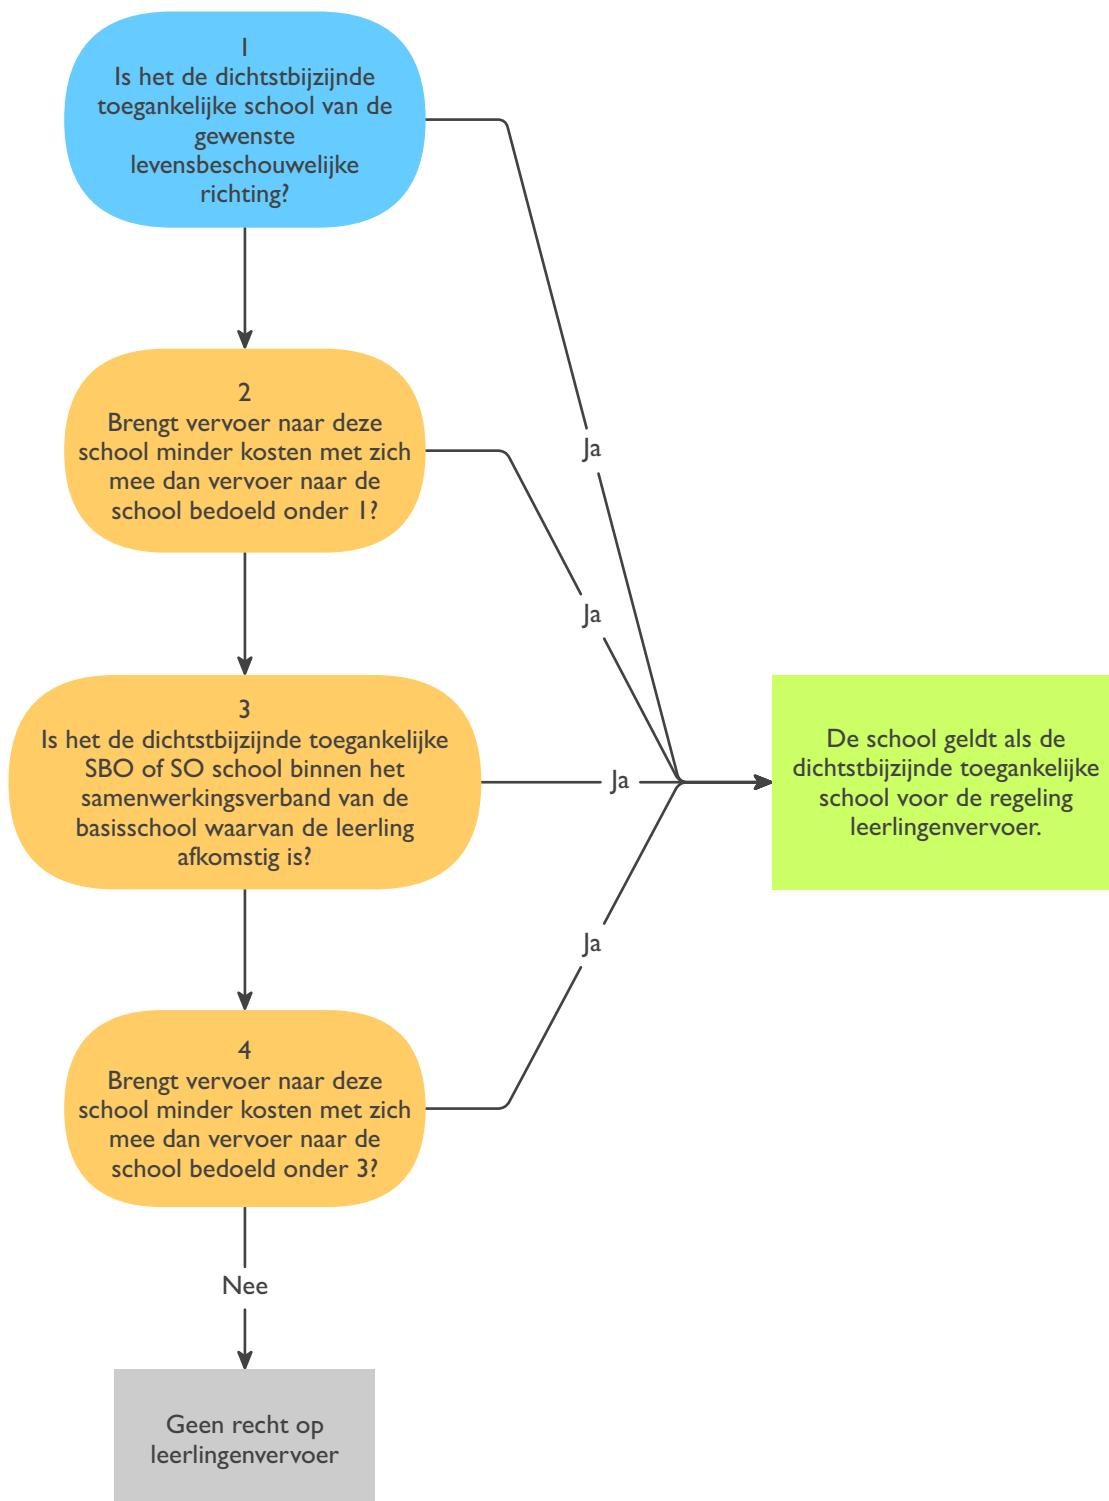 1
Is het de dichtstbijzijnde
toegankelijke school van de
gewenste
levensbeschouwelijke
richting?
2
Brengt vervoer naar deze
school minder kosten met zich
mee dan vervoer naar de
school bedoeld onder 1?
Ja
Ja
3
Is het de dichtstbijzijnde toegankelijke
SBO of SO school binnen het
samenwerkingsverband van de
basisschool waarvan de leerling
afkomstig is?
Ja
De school geldt als de
dichtstbijzijnde toegankelijke
school voor de regeling
leerlingenvervoer.
Ja
4
Brengt vervoer naar deze
school minder kosten met zich
mee dan vervoer naar de
school bedoeld onder 3?
Nee
Geen recht op
leerlingenvervoer